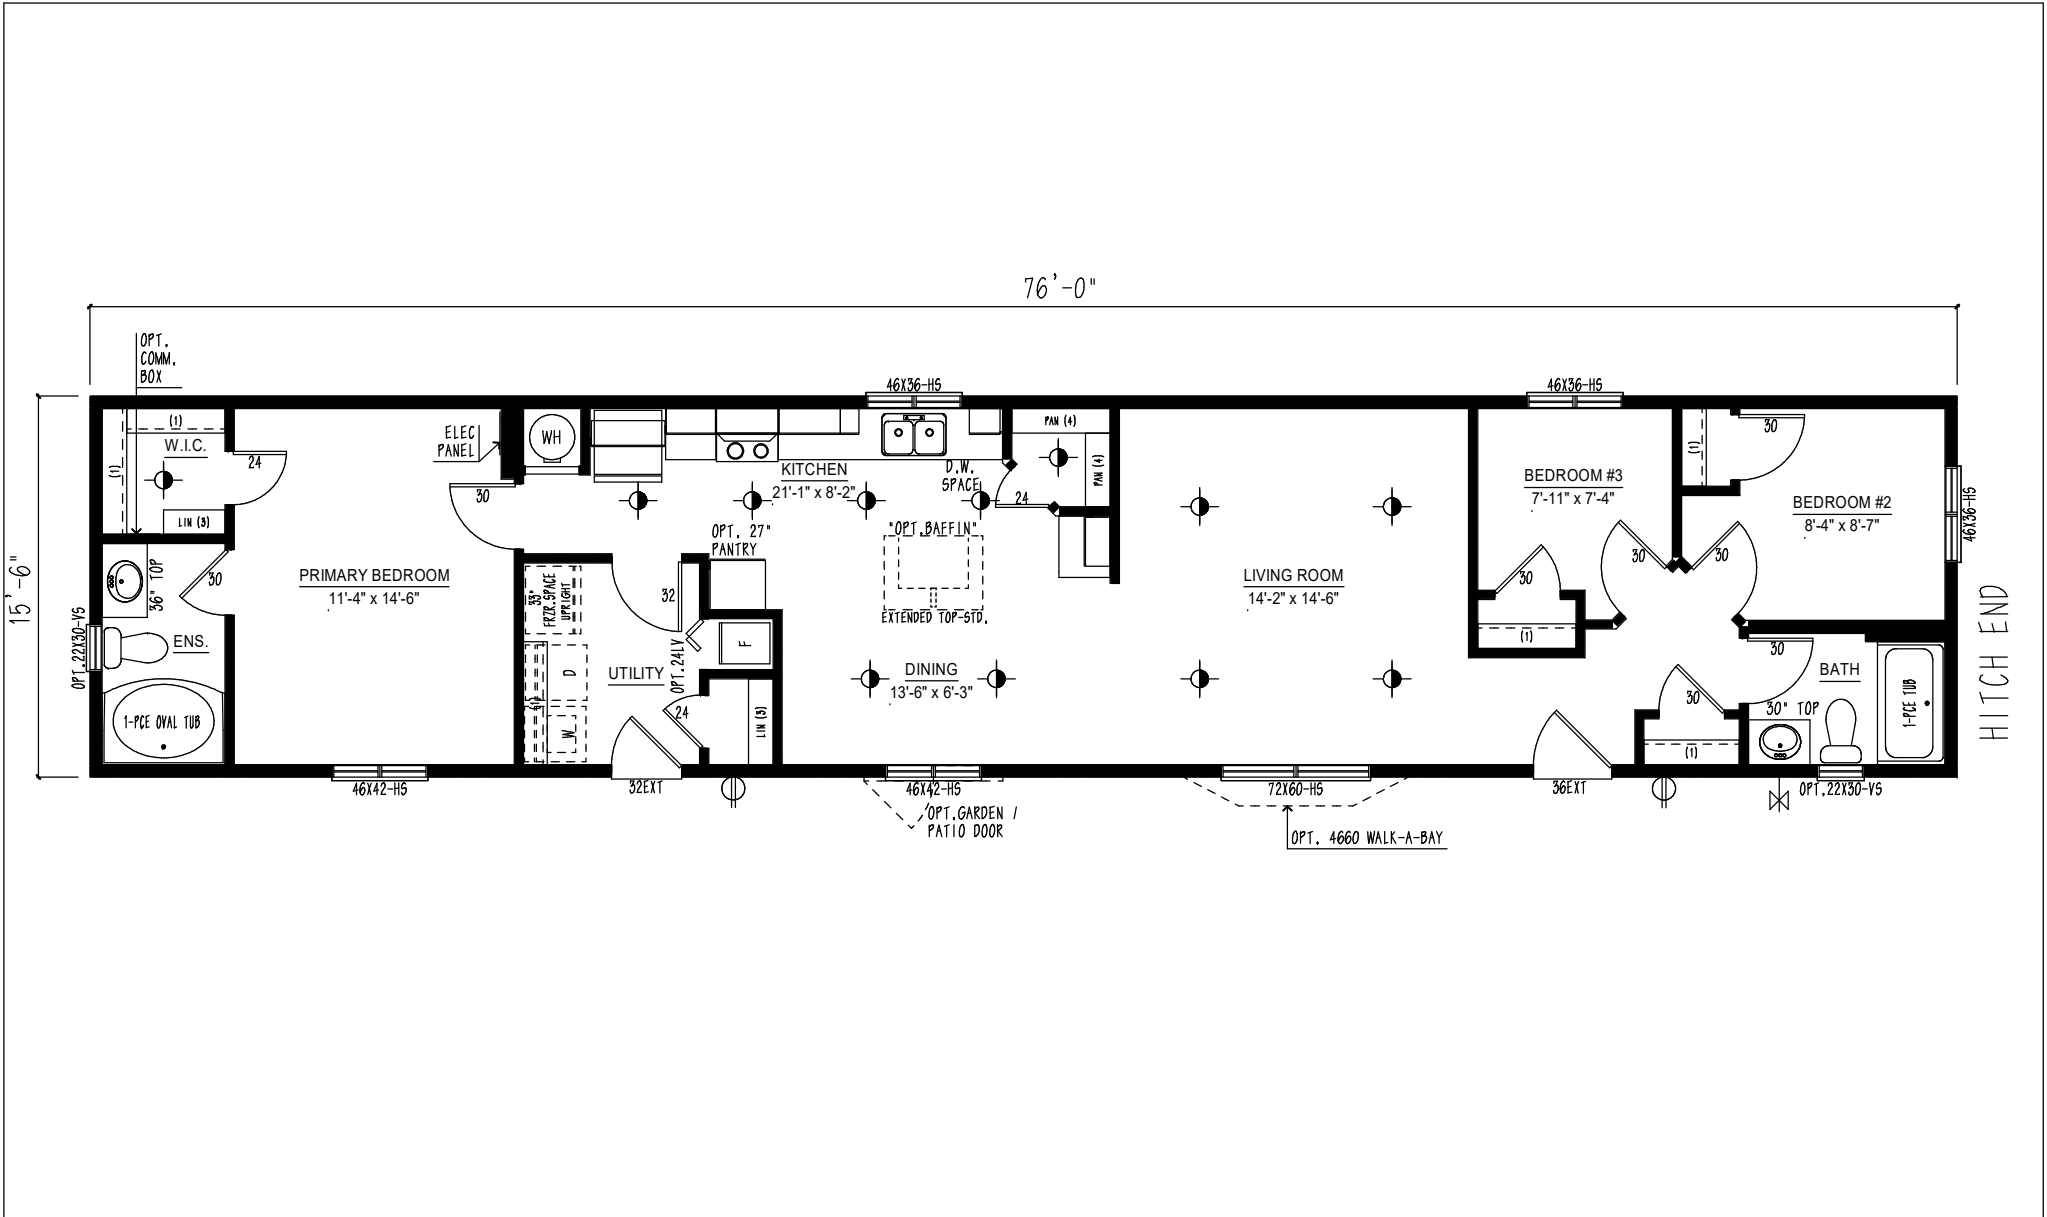 76'-0"
OPT.
COMM.
BOX
46X36-HS
46X36-HS
(1)
W.I.C.
(1)
24
LIN (3)
ELEC
PANEL
WH
30
KITCHEN
21'-1" x 8'-2"
D.W.
SPACE
24
PAN (4)
PAN (4)
BEDROOM #3
7'-11" x 7'-4"
(1)
30
BEDROOM #2
8'-4" x 8'-7"
46X36-HS
15'-6"
36" TOP
30
PRIMARY BEDROOM
11'-4" x 14'-6"
33"
FRZR.SPACE
UPRIGHT
32
OPT. 27"
PANTRY
"OPT.BAFFIN"
EXTENDED TOP-STD.
LIVING ROOM
14'-2" x 14'-6"
30
30
30
(1)
HITCH END
OPT.22X30-VS
ENS.
1-PCE OVAL TUB
D
(1)
W
UTILITY
OPT.24LV
F
24
LIN (3)
DINING
13'-6" x 6'-3"
30
BATH
30
30" TOP
1-PCE TUB
(1)
46X42-HS
32EXT
46X42-HS
72X60-HS
36EXT
OPT.22X30-VS
OPT.GARDEN /
PATIO DOOR
OPT. 4660 WALK-A-BAY